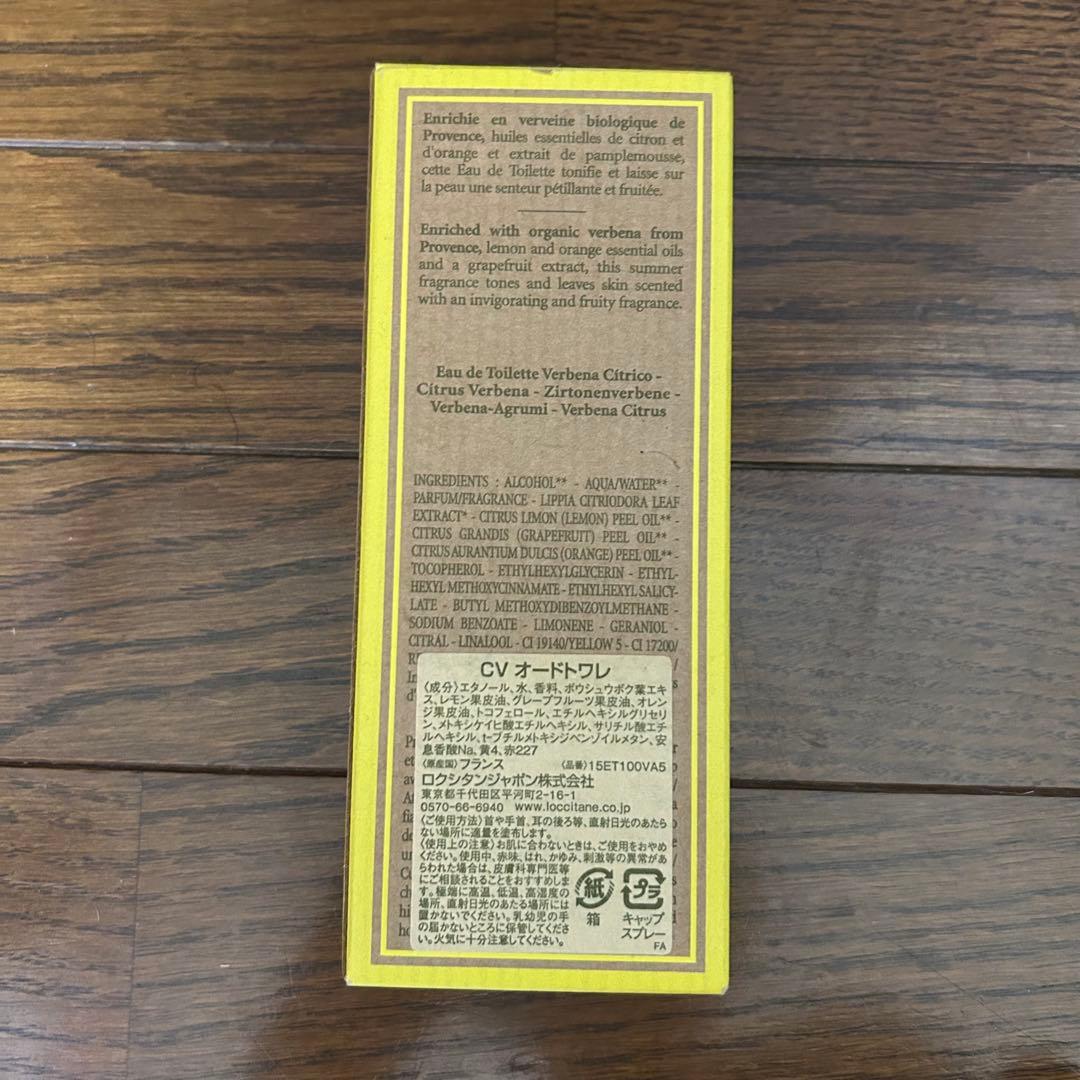 Enrichie en verveine biologique de
Provence, huiles essentielles de citron et
d'orange et extrait de pamplemousse,
cette Eau de Toilette tonifie et laisse sur
la peau une senteur pétillante et fruitée.
Enriched with organic verbena from
Provence, lemon and orange essential oils
and a grapefruit extract, this summer
fragrance tones and leaves skin scented
with an invigorating and fruity fragrance.
Eau de Toilette Verbena Cítrico -
Citrus Verbena - Zirtonenverbene -
Verbena-Agrumi - Verbena Citrus
INGREDIENTS : ALCOHOL** - AQUA/WATER** -
PARFUM/FRAGRANCE - LIPPIA CITRIODORA LEAF
EXTRACT* - CITRUS LIMON (LEMON) PEEL OIL** -
CITRUS GRANDIS (GRAPEFRUIT) PEEL OIL** -
CITRUS AURANTIUM DULCIS (ORANGE) PEEL OIL** -
TOCOPHEROL - ETHYLHEXYLGLYCERIN - ETHYL-
HEXYL METHOXYCINNAMATE - ETHYLHEXYL SALICY-
LATE - BUTYL METHOXYDIBENZOYLMETHANE -
SODIUM BENZOATE - LIMONENE - GERANIOL -
CITRAL - LINALOOL - CI 19140/YELLOW 5 - CI 17200/
CV オードトワレ
〈成分〉エタノール、水、香料、ボウシュウボク葉エキ
ス、レモン果皮油、グレープフルーツ果皮油、オレン
ジ果皮油、トコフェロール、エチルヘキシルグリセリ
ン、メトキシケイヒ酸エチルヘキシル、サリチル酸エチ
ルヘキシル、t-ブチルメトキシジベンゾイルメタン、安
息香酸Na、黄4、赤227
〈原産国〉フランス 〈品番〉15ET100VA5
ロクシタンジャポン株式会社
東京都千代田区平河町2-16-1
0570-66-6940 www.loccitane.co.jp
〈ご使用方法〉首や手首、耳の後ろ等、直射日光のあたら
ない場所に適量を塗布します。
〈使用上の注意〉お肌に合わないときは、ご使用をおやめ
ください。使用中、赤味、はれ、かゆみ、刺激等の異常があ
らわれた場合は、皮膚科専門医等
にご相談されることをおすすめしま
す。極端に高温、低温、高湿度の
場所、直射日光のあたる場所には
置かないでください。乳幼児の手
の届かないところに保管してくださ
い。火気に十分注意してください。
紙
箱
プラ
キャップ
スプレー
FA